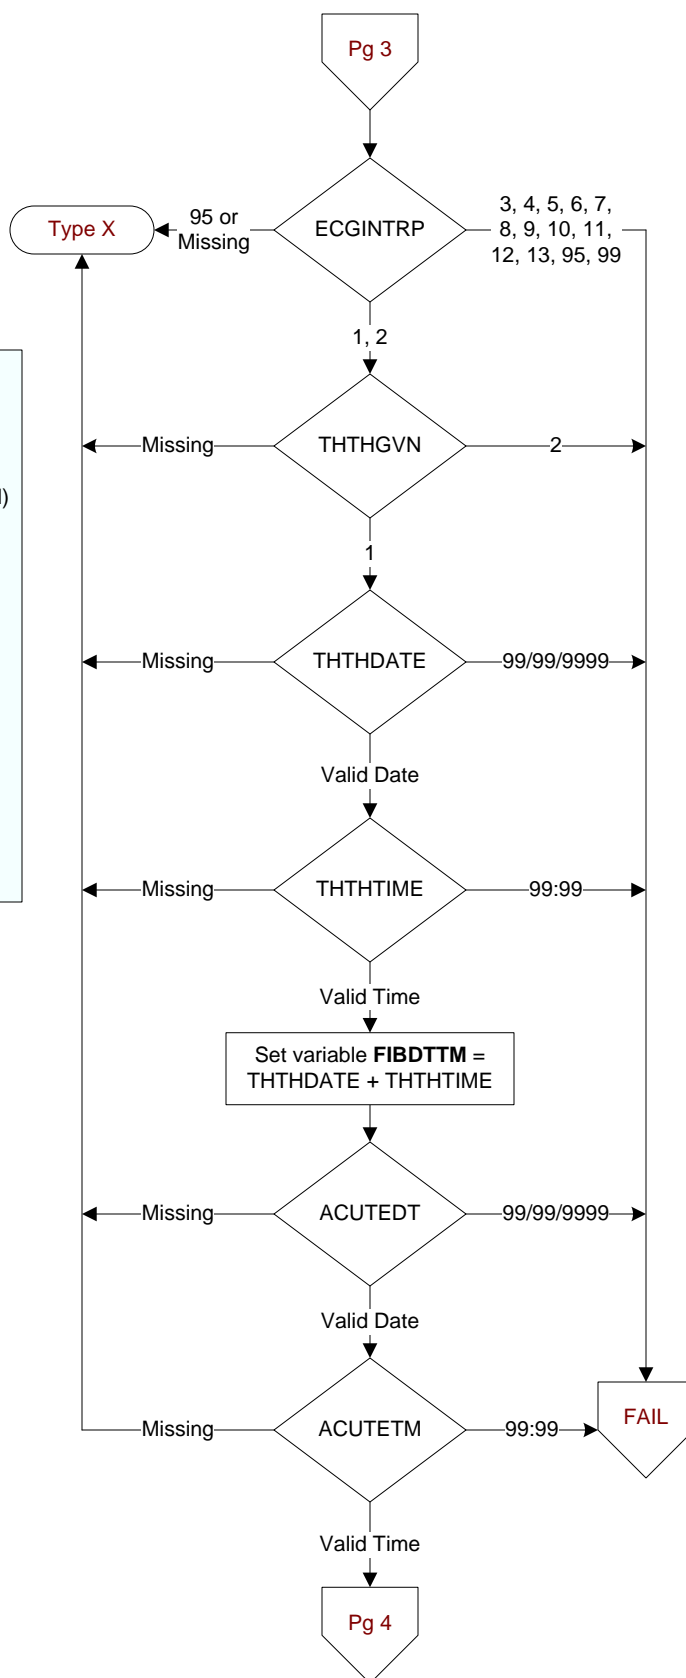 Pg 3
3, 4, 5, 6, 7,
8, 9, 10, 11,
12, 13, 95, 99
95 or
Missing
Type X
ECGINTRP
1, 2
Missing
THTHGVN
2
)
1
Missing
THTHDATE
99/99/9999
Valid Date
Missing
THTHTIME
99:99
Valid Time
Set variable FIBDTTM =
THTHDATE + THTHTIME
Missing
ACUTEDT
99/99/9999
Valid Date
Missing
ACUTETM
99:99
FAIL
Valid Time
Pg 4